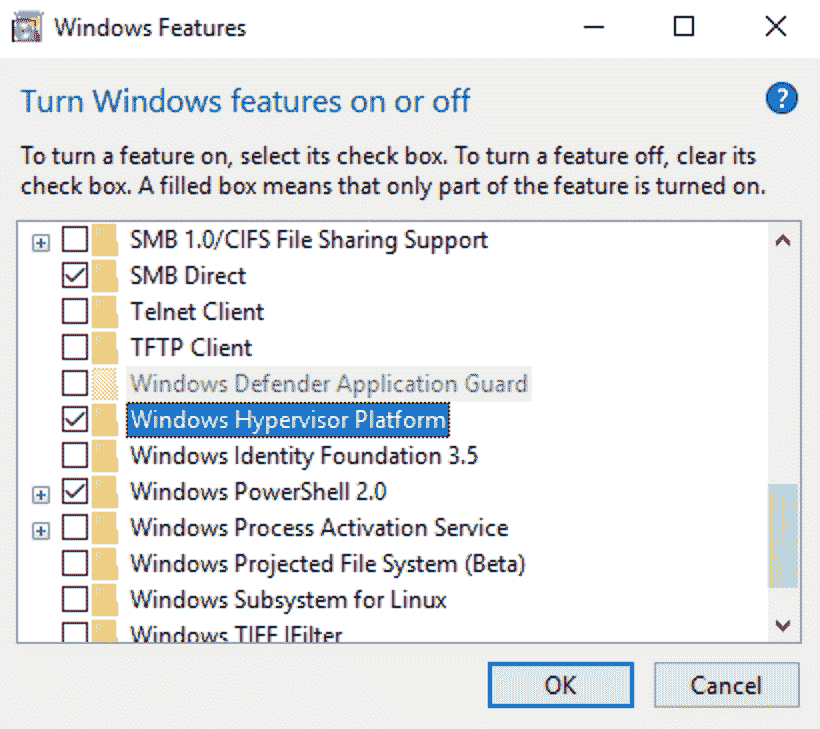 Windows Features
Turn Windows features on or off
?
To turn a feature on, select its check box. To turn a feature off, clear its
check box. A filled box means that only part of the feature is turned on.
SMB 1.0/CIFS File Sharing Support
SMB Direct
Telnet Client
TFTP Client
Windows Defender Application Guard
Windows Hypervisor Platform
Windows Identity Foundation 3.5
Windows PowerShell 2.0
Windows Process Activation Service
Windows Projected File System (Beta)
Windows Subsystem for Linux
Windows TIFF IFilter
OK
Cancel